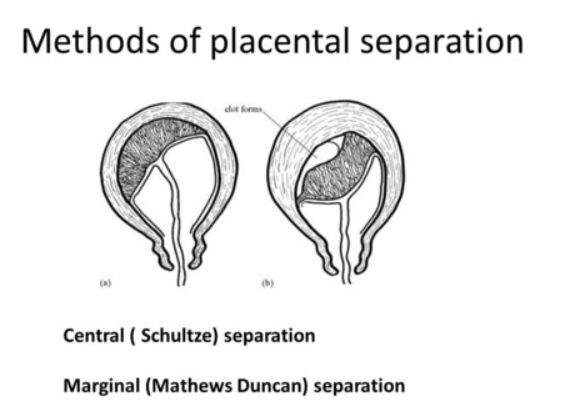 Methods of placental separation
clot forms
(a)
(b)
Central ( Schultze) separation
Marginal (Mathews Duncan) separation